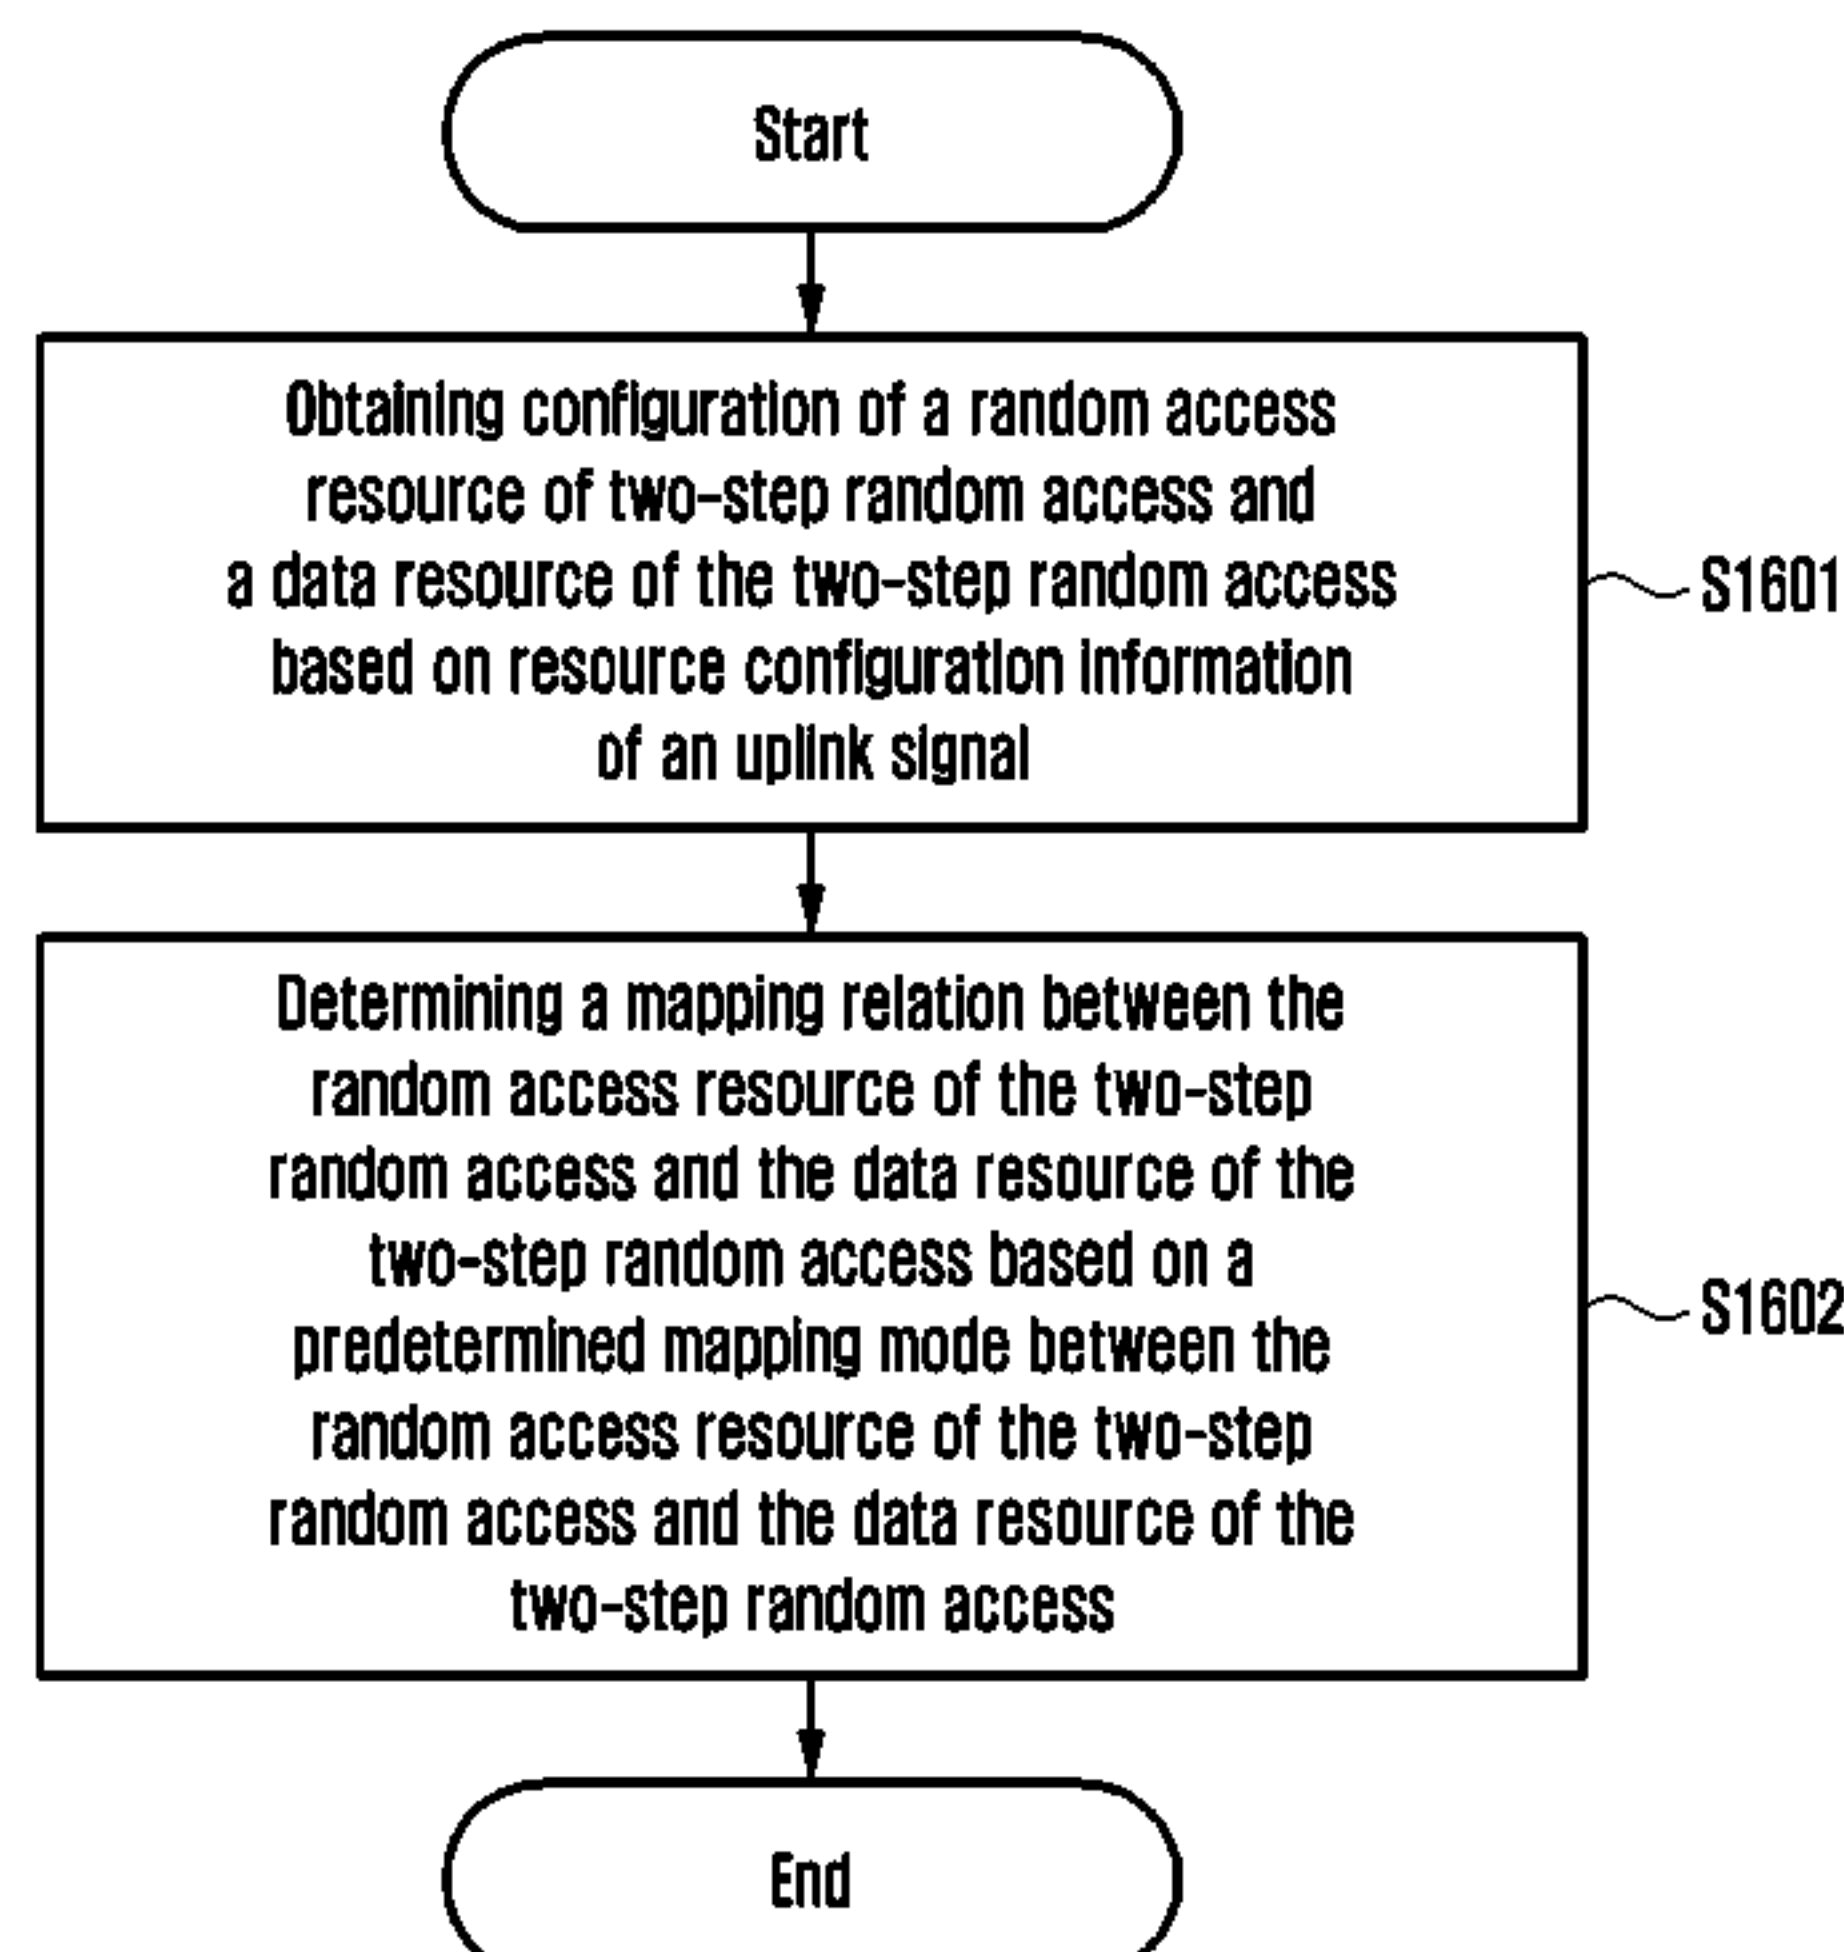 Start
Obtaining configuration of a random access
resource of two-step random access and
a data resource of the two-step random access
based on resource configuration information
of an uplink signal
S1601
Determining a mapping relation between the
random access resource of the two-step
random access and the data resource of the
two-step random access based on a
predetermined mapping mode between the
random access resource of the two-step
random access and the data resource of the
two-step random access
S1602
End